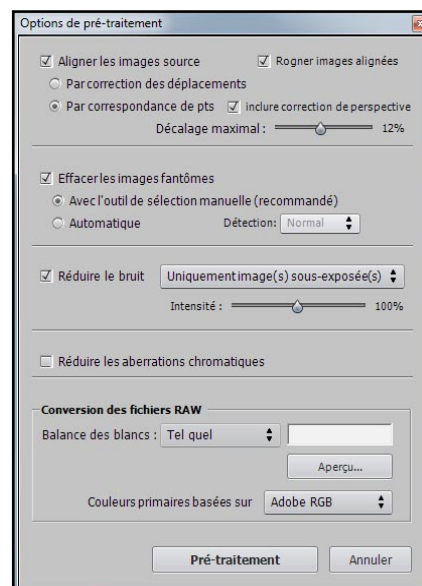 Options de pré-traitement
Aligner les images source Rogner images alignées
Par correction des déplacements
Par correspondance de pts inclure correction de perspective
Décalage maximal : 12%
Effacer les images fantômes
Avec l'outil de sélection manuelle (recommandé)
Automatique Détection: Normal
Réduire le bruit Uniquement image(s) sous-exposée(s)
Intensité : 100%
Réduire les aberrations chromatiques
Conversion des fichiers RAW
Balance des blancs : Tel quel
Aperçu...
Couleurs primaires basées sur Adobe RGB
Pré-traitement Annuler